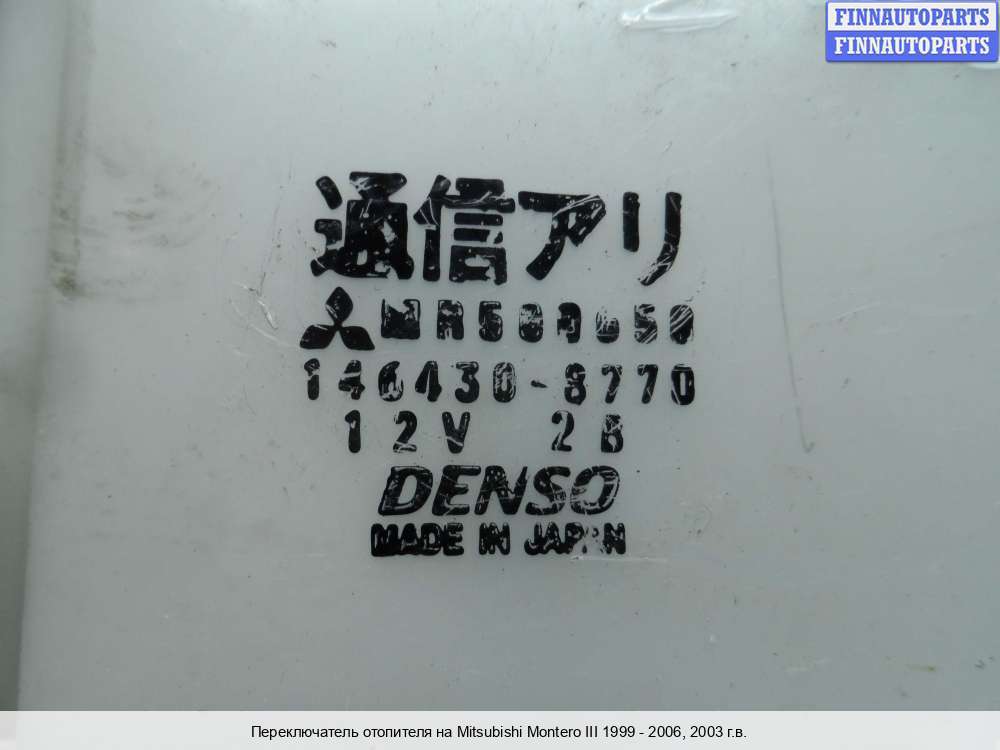 FINNAUTOPARTS
FINNAUTOPARTS
通信アリ
146430-8770
12V 2B
DENSO
MADE IN JAPAN
Переключатель отопителя на Mitsubishi Montero III 1999 - 2006, 2003 г.в.